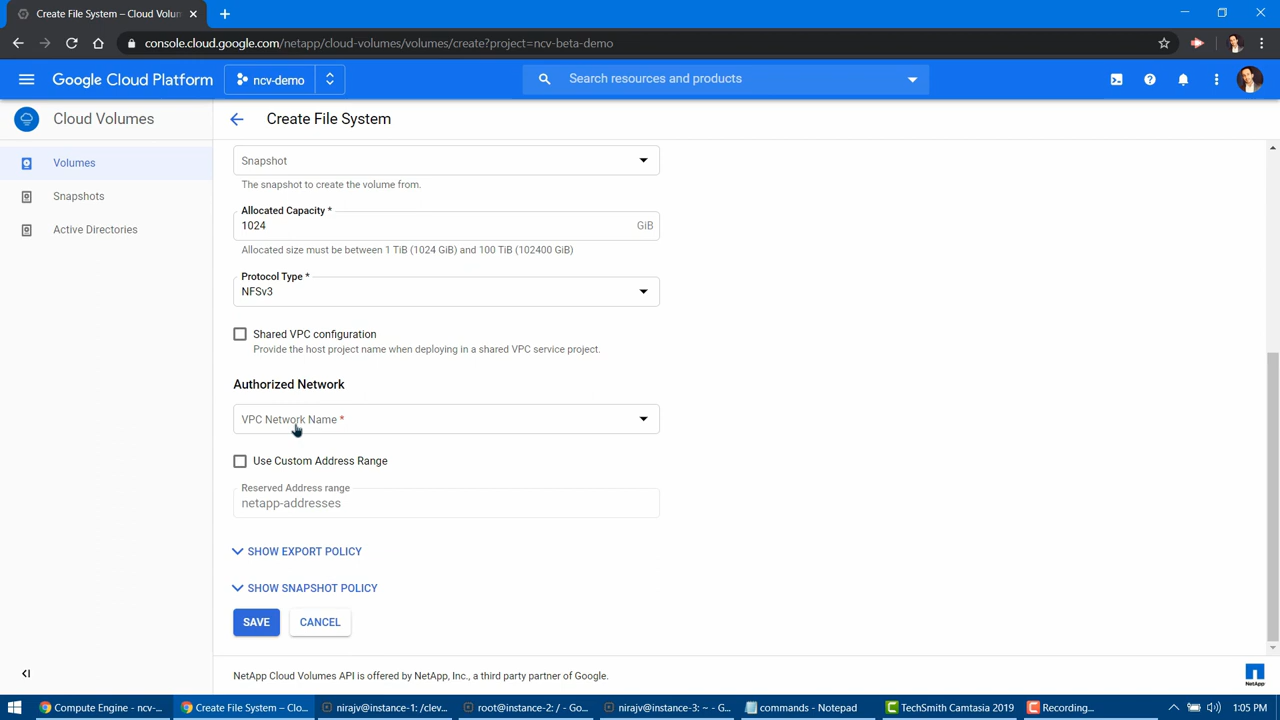 Create File System – Cloud Volum
console.cloud.google.com/netapp/cloud-volumes/volumes/create?project=ncv-beta-demo
Google Cloud Platform
ncv-demo
Search resources and products
Cloud Volumes
Create File System
Volumes
Snapshots
Active Directories
Snapshot
The snapshot to create the volume from.
Allocated Capacity *
1024
GiB
Allocated size must be between 1 TiB (1024 GiB) and 100 TiB (102400 GiB)
Protocol Type *
NFSv3
Shared VPC configuration
Provide the host project name when deploying in a shared VPC service project.
Authorized Network
VPC Network Name *
Use Custom Address Range
Reserved Address range
netapp-addresses
SHOW EXPORT POLICY
SHOW SNAPSHOT POLICY
SAVE
CANCEL
NetApp Cloud Volumes API is offered by NetApp, Inc., a third party partner of Google.
NetApp
Compute Engine - ncv-...
Create File System – Clo...
nirajv@instance-1: /clev...
root@instance-2: / - Go...
nirajv@instance-3: ~ - G...
commands - Notepad
TechSmith Camtasia 2019
Recording...
1:05 PM